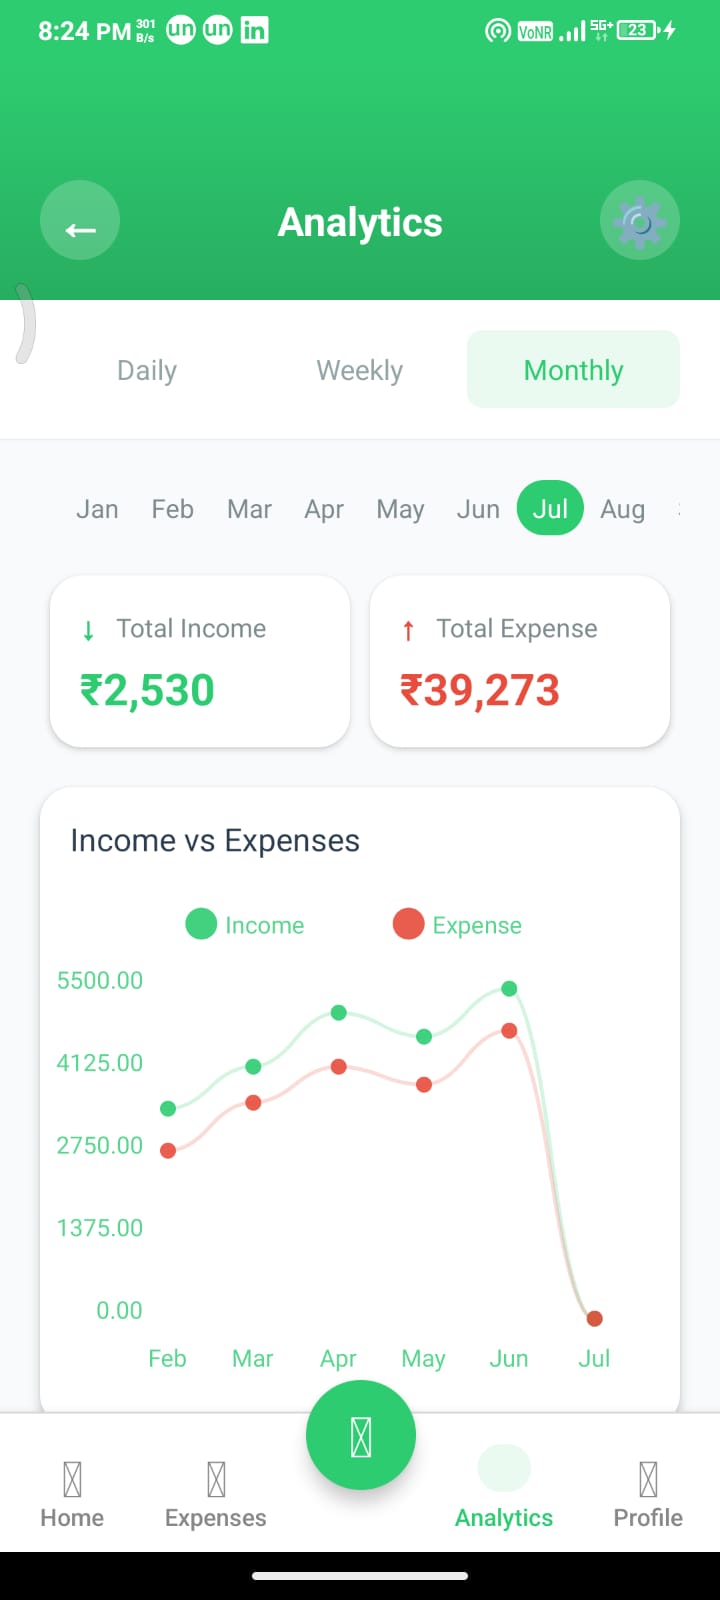 8:24 PM 301 B/s un un in VoNR 5G+ 23
← Analytics
Daily Weekly Monthly
Jan Feb Mar Apr May Jun Jul Aug
↓ Total Income ↑ Total Expense
₹2,530 ₹39,273
Income vs Expenses
Income Expense
5500.00
4125.00
2750.00
1375.00
0.00
Feb Mar Apr May Jun Jul
Home Expenses Analytics Profile